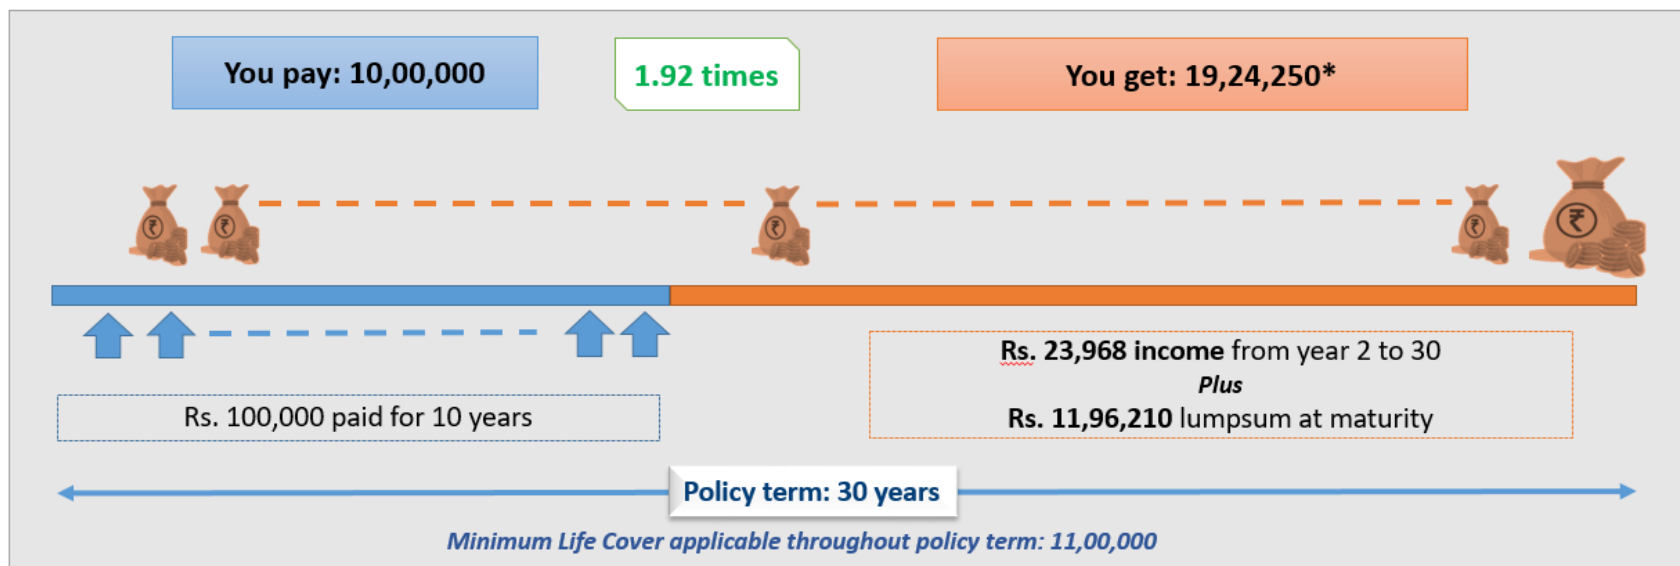 You pay: 10,00,000
1.92 times
You get: 19,24,250*
₹
₹
₹
₹
₹
Rs. 100,000 paid for 10 years
Rs. 23,968 income from year 2 to 30
Plus
Rs. 11,96,210 lumpsum at maturity
Policy term: 30 years
Minimum Life Cover applicable throughout policy term: 11,00,000